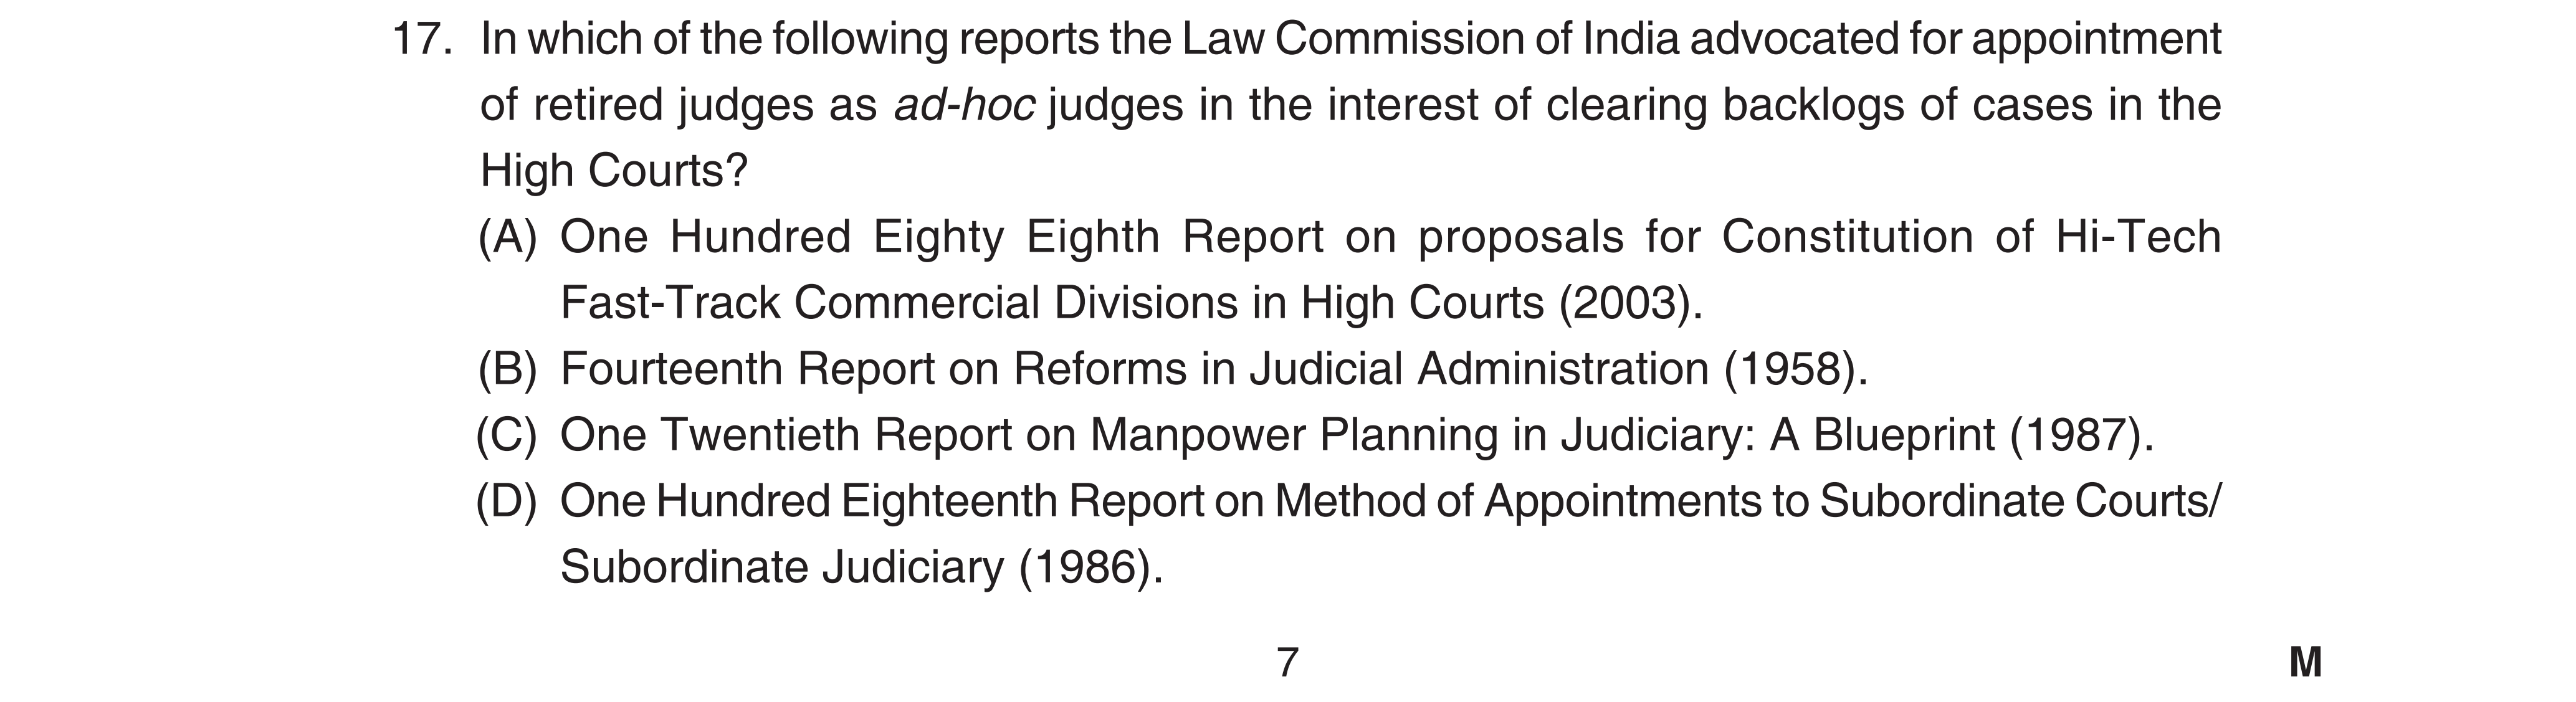 17. In which of the following reports the Law Commission of India advocated for appointment
of retired judges as ad-hoc judges in the interest of clearing backlogs of cases in the
High Courts?
(A) One Hundred Eighty Eighth Report on proposals for Constitution of Hi-Tech
Fast-Track Commercial Divisions in High Courts (2003).
(B) Fourteenth Report on Reforms in Judicial Administration (1958).
(C) One Twentieth Report on Manpower Planning in Judiciary: A Blueprint (1987).
(D) One Hundred Eighteenth Report on Method of Appointments to Subordinate Courts/
Subordinate Judiciary (1986).
7 M